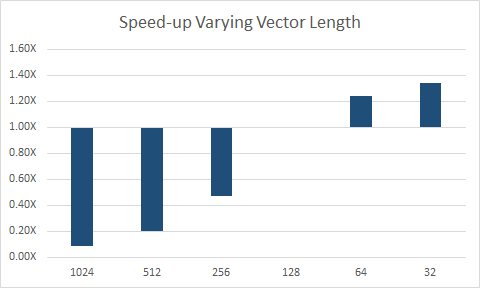 Speed-up Varying Vector Length
1.60X
1.40X
1.20X
1.00X
0.80X
0.60X
0.40X
0.20X
0.00X
1024 512 256 128 64 32